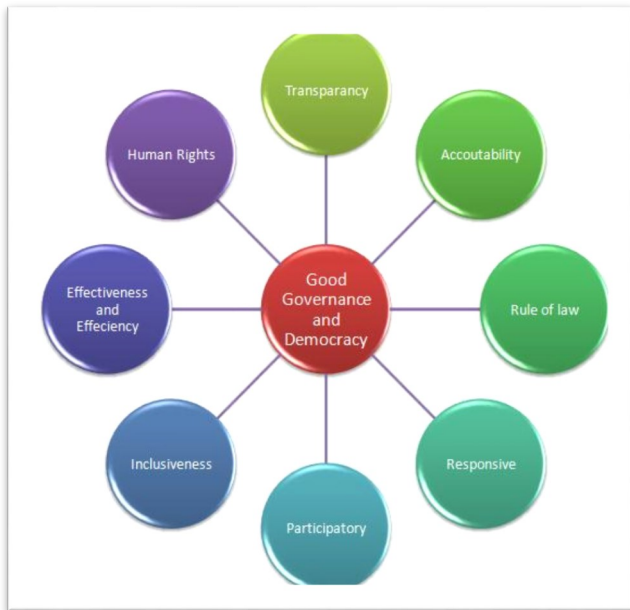 Transparancy
Human Rights
Accoutability
Good
Governance
and
Democracy
Effectiveness
and
Effeciency
Rule of law
Inclusiveness
Responsive
Participatory